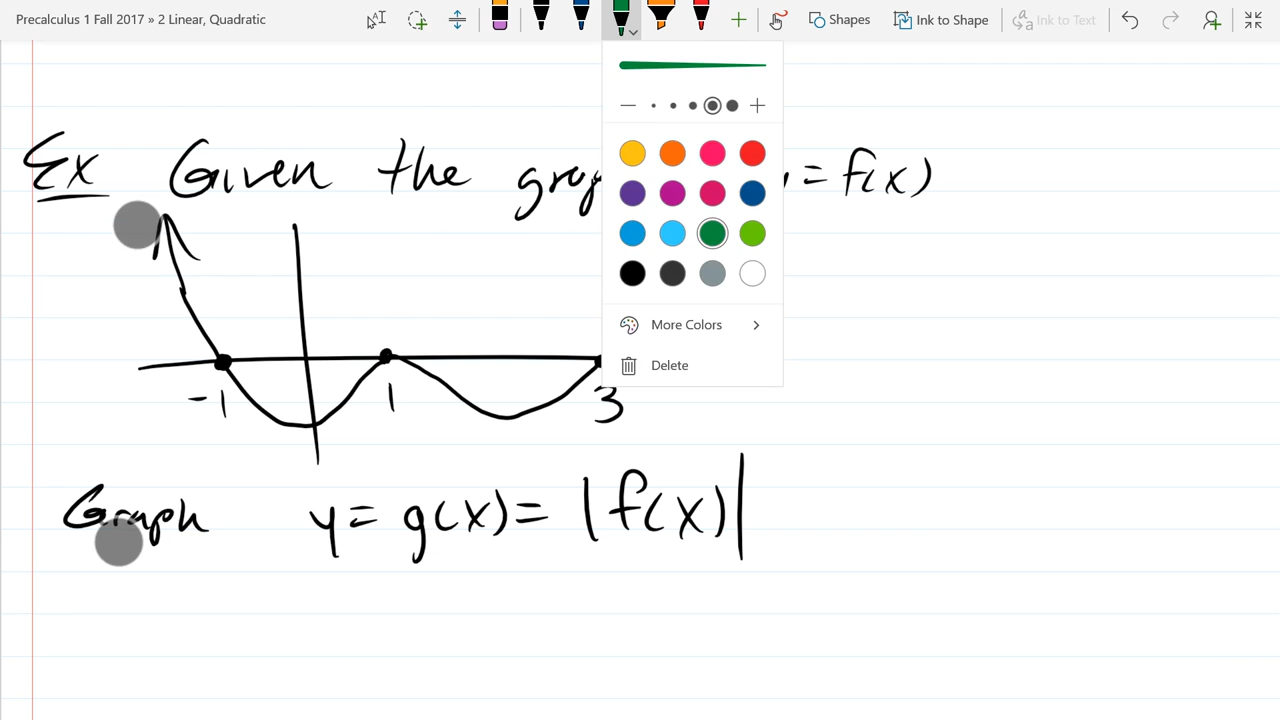 Precalculus 1 Fall 2017 » 2 Linear, Quadratic
Shapes
Ink to Shape
Ink to Text
Ex Given the = f(x)
-1 1 3
More Colors
Delete
Graph y = g(x) = |f(x)|